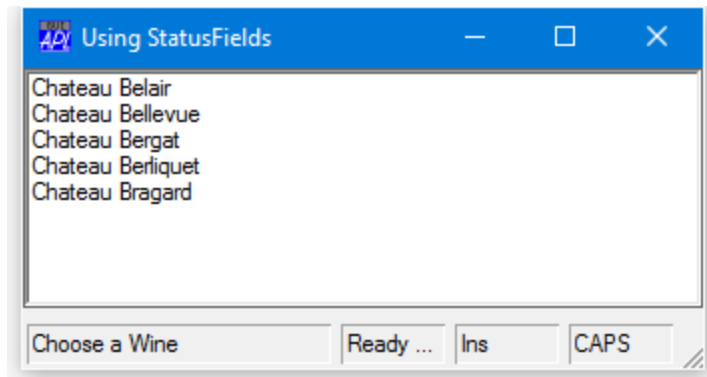 Using StatusFields
Chateau Belair
Chateau Bellevue
Chateau Bergat
Chateau Berliquet
Chateau Bragard
Choose a Wine Ready ... Ins CAPS